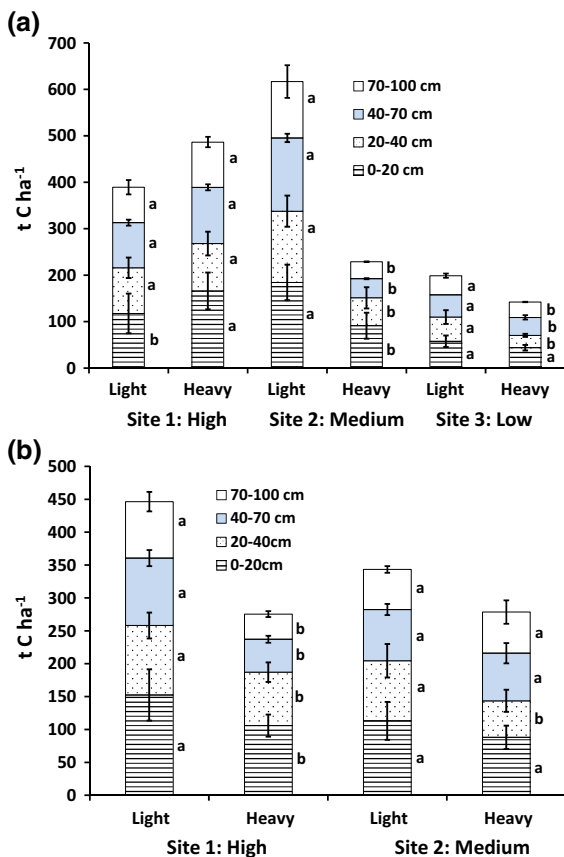 (a)
700
600
500
400
300
200
100
0
t C ha⁻¹
70-100 cm
40-70 cm
20-40 cm
0-20 cm
a
a
a
b
a
a
a
a
a
a
a
a
b
b
b
b
a
a
a
a
b
b
b
a
Light Heavy Light Heavy Light Heavy
Site 1: High Site 2: Medium Site 3: Low
(b)
500
450
400
350
300
250
200
150
100
50
0
t C ha⁻¹
70-100 cm
40-70 cm
20-40cm
0-20cm
a
a
a
a
b
b
b
b
a
a
a
a
a
a
b
a
Light Heavy Light Heavy
Site 1: High Site 2: Medium